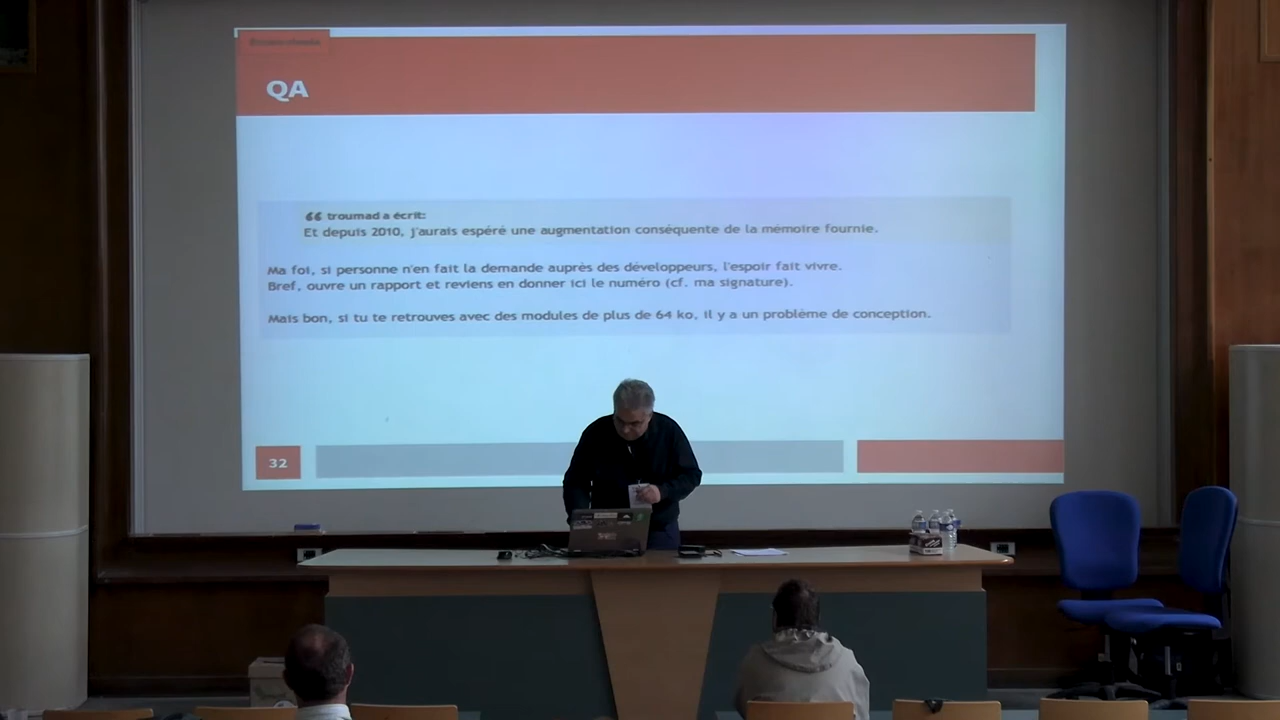 QA
“ troumad a écrit:
Et depuis 2010, j'aurais espéré une augmentation conséquente de la mémoire fournie.
Ma foi, si personne n'en fait la demande auprès des développeurs, l'espoir fait vivre.
Bref, ouvre un rapport et reviens en donner ici le numéro (cf. ma signature).
Mais bon, si tu te retrouves avec des modules de plus de 64 ko, il y a un problème de conception.
32